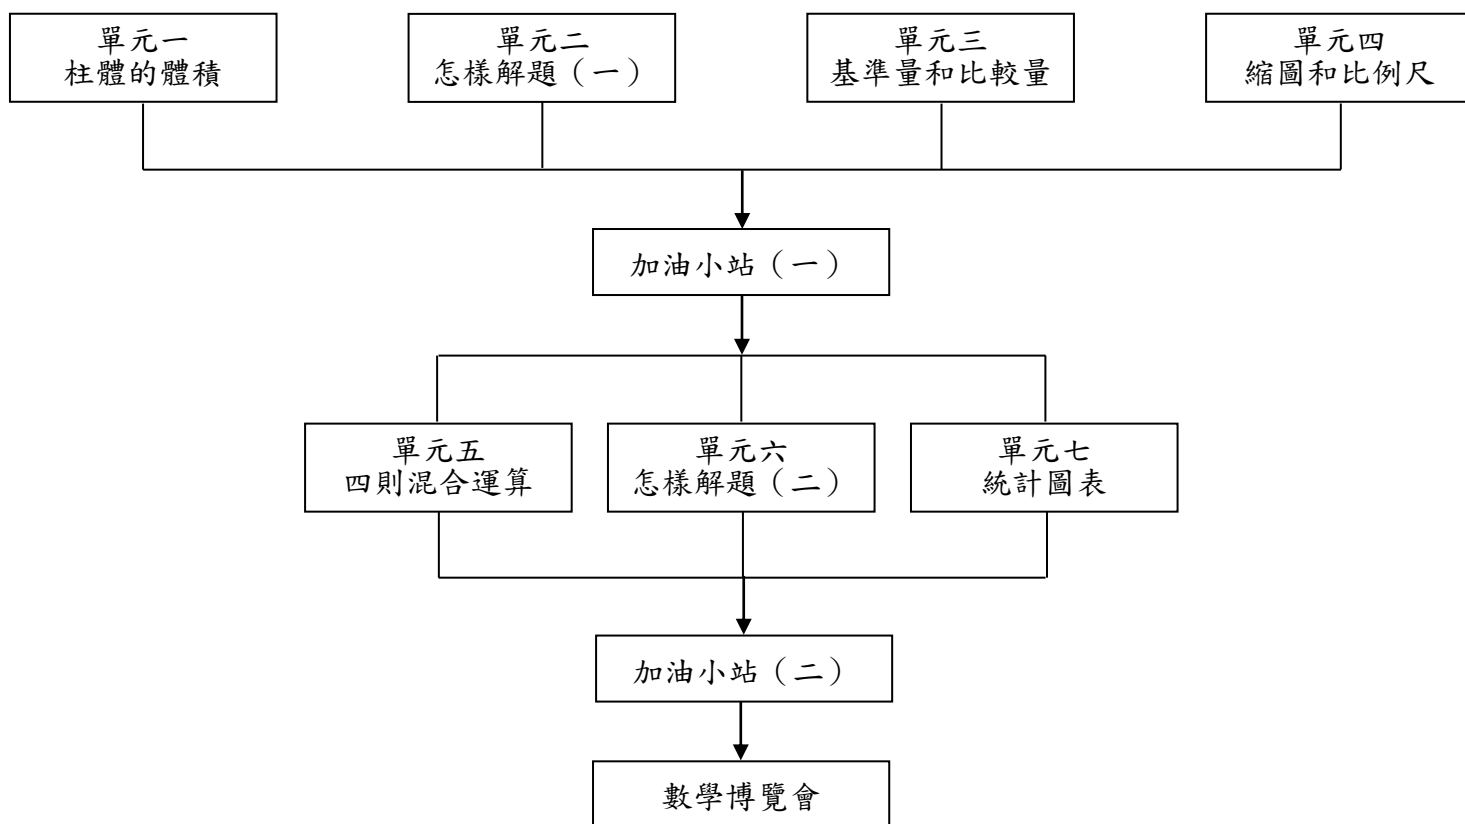 單元一
柱體的體積
單元二
怎樣解題（一）
單元三
基準量和比較量
單元四
縮圖和比例尺
加油小站（一）
單元五
四則混合運算
單元六
怎樣解題（二）
單元七
統計圖表
加油小站（二）
數學博覽會